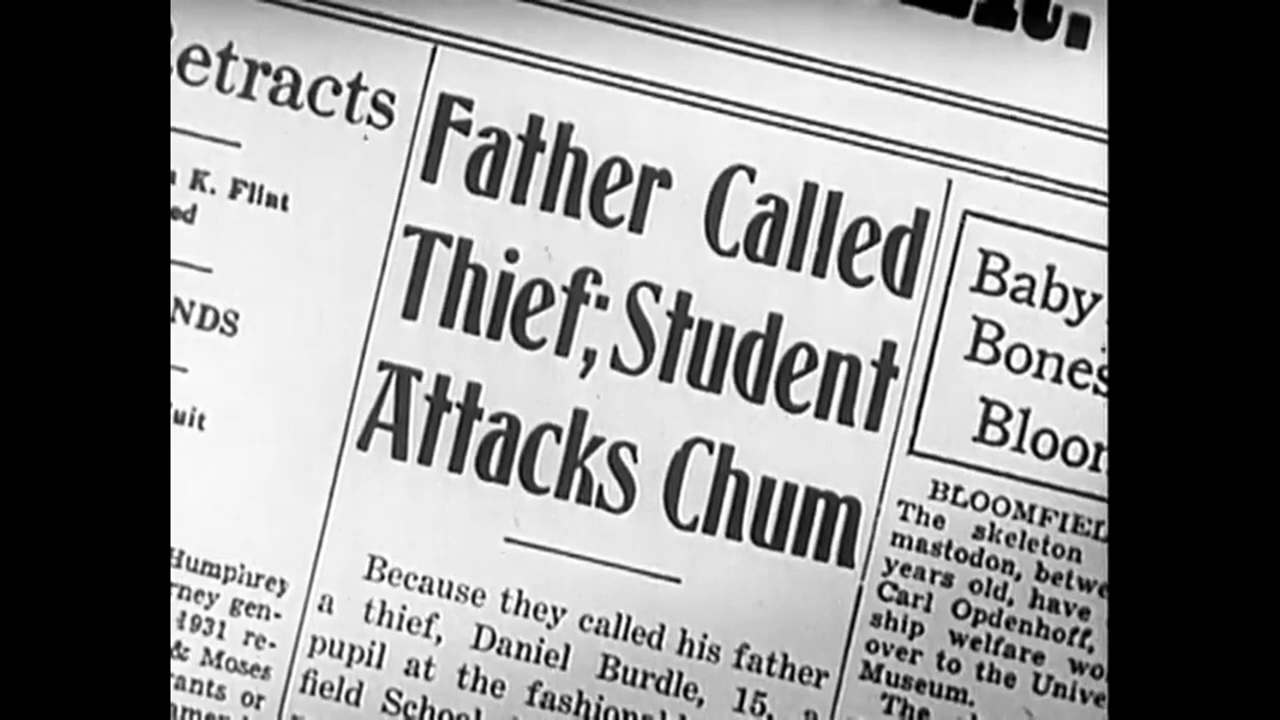 etracts
K. Flint
ed
NDS
uit
Humphrey
rney gen-
1931 re-
& Moses
rants or
Father Called
Thief; Student
Attacks Chum
Because they called his father
a thief, Daniel Burdle, 15, a
pupil at the fashional
field School
Baby
Bones
Bloom
BLOOMFIEL
The skeleton
mastodon, betwe
years old, have
Carl Opdenhoff,
ship welfare wo
over to the Unive
Museum.
The